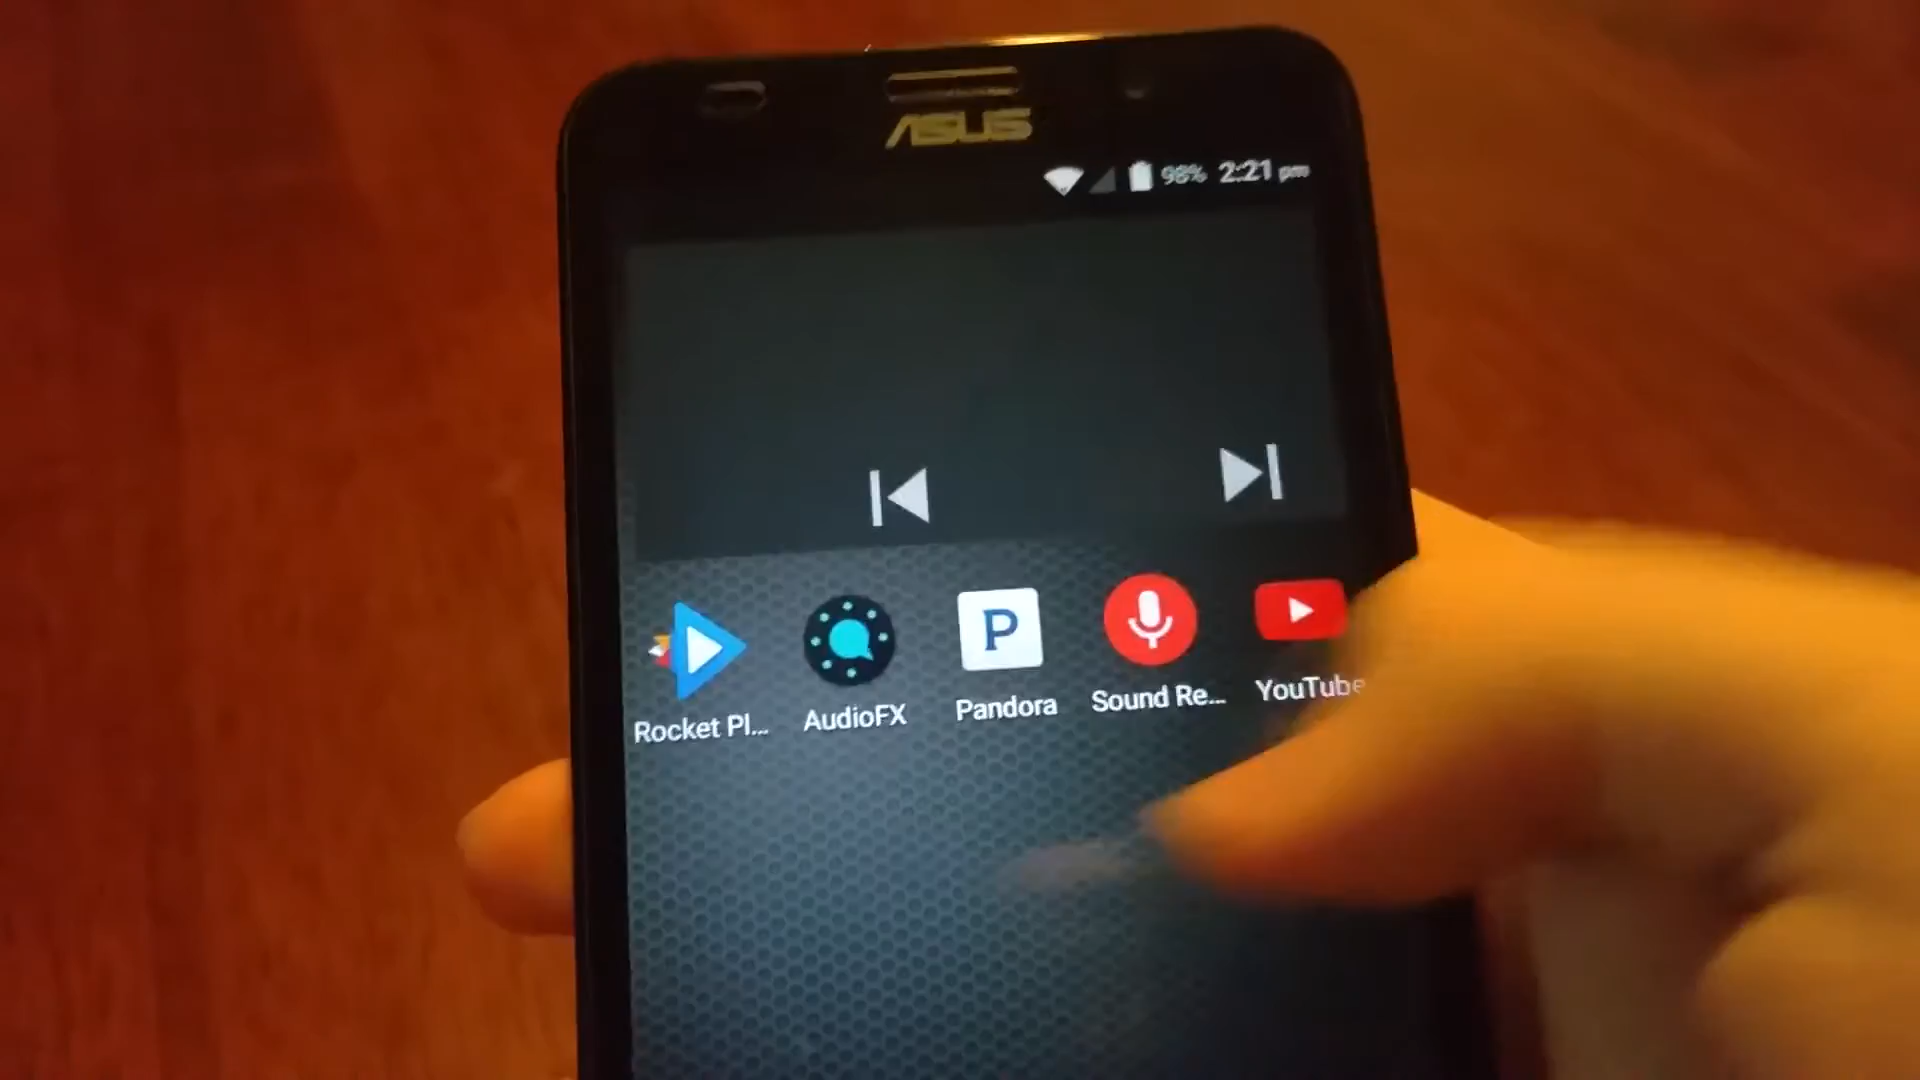 ASUS
98% 2:21 pm
P
Rocket Pl... AudioFX Pandora Sound Re... YouTube